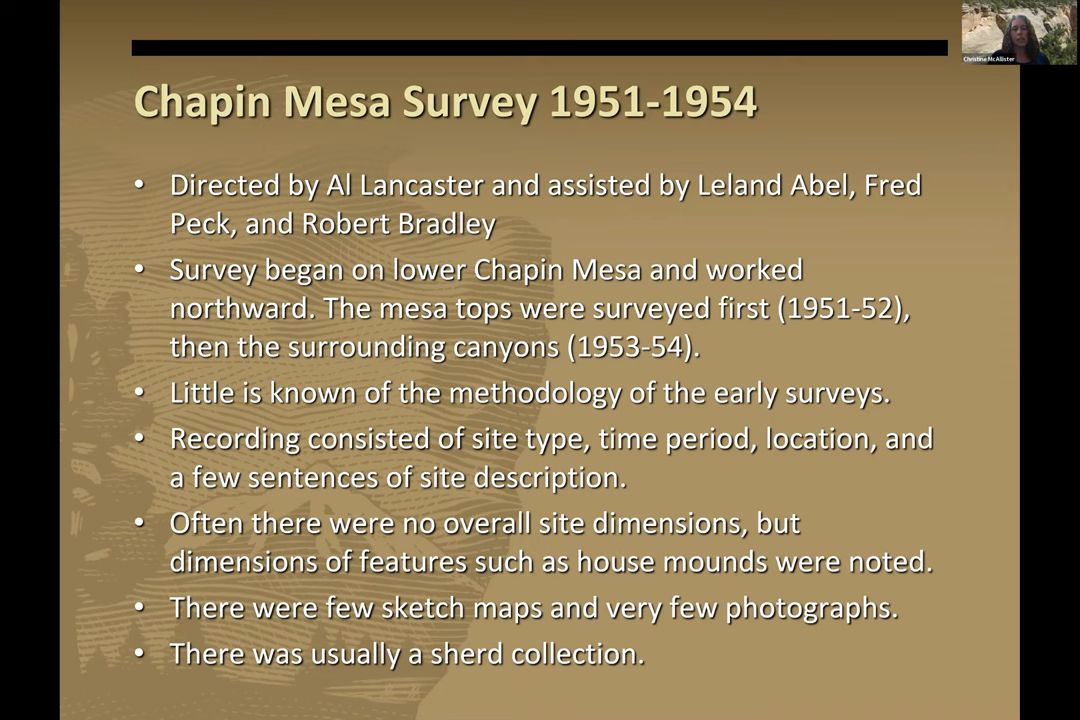 Christine McAllister
Chapin Mesa Survey 1951-1954
• Directed by Al Lancaster and assisted by Leland Abel, Fred
Peck, and Robert Bradley
• Survey began on lower Chapin Mesa and worked
northward. The mesa tops were surveyed first (1951-52),
then the surrounding canyons (1953-54).
• Little is known of the methodology of the early surveys.
• Recording consisted of site type, time period, location, and
a few sentences of site description.
• Often there were no overall site dimensions, but
dimensions of features such as house mounds were noted.
• There were few sketch maps and very few photographs.
• There was usually a sherd collection.